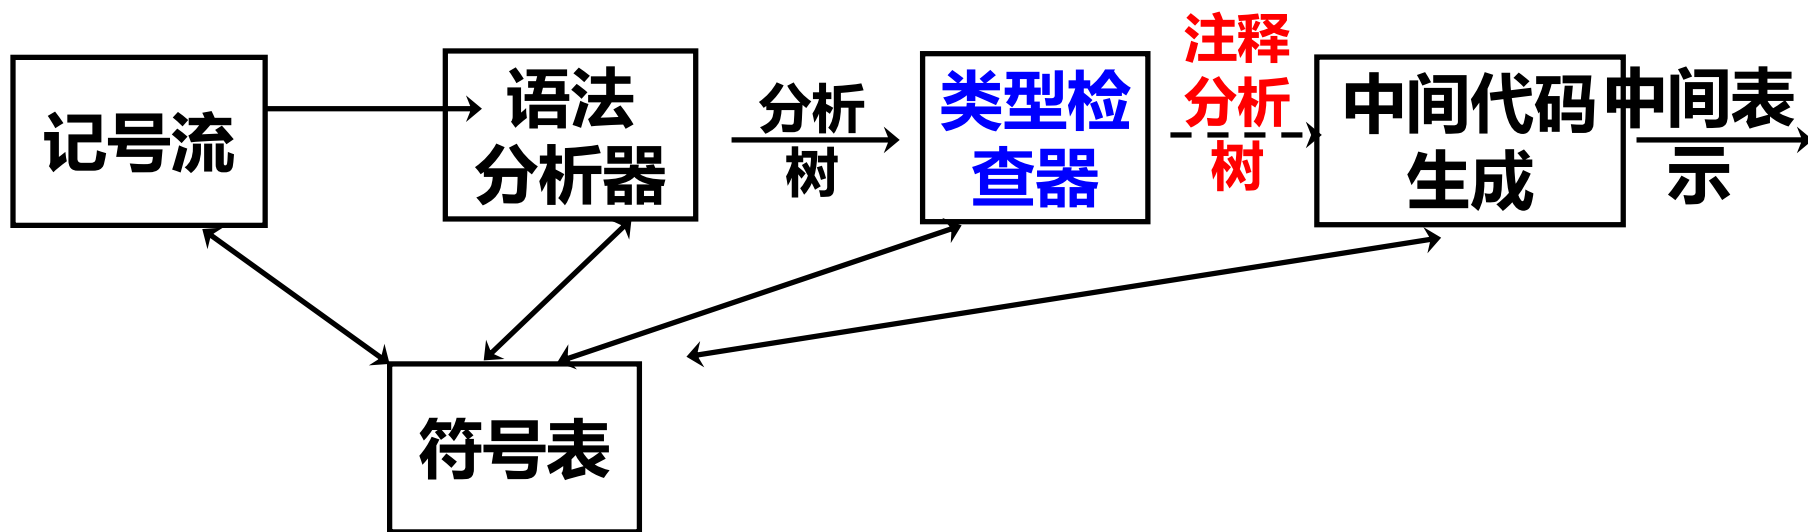 记号流
语法
分析器
分析
树
类型检
查器
注释
分析
树
中间代码
生成
中间表
示
符号表